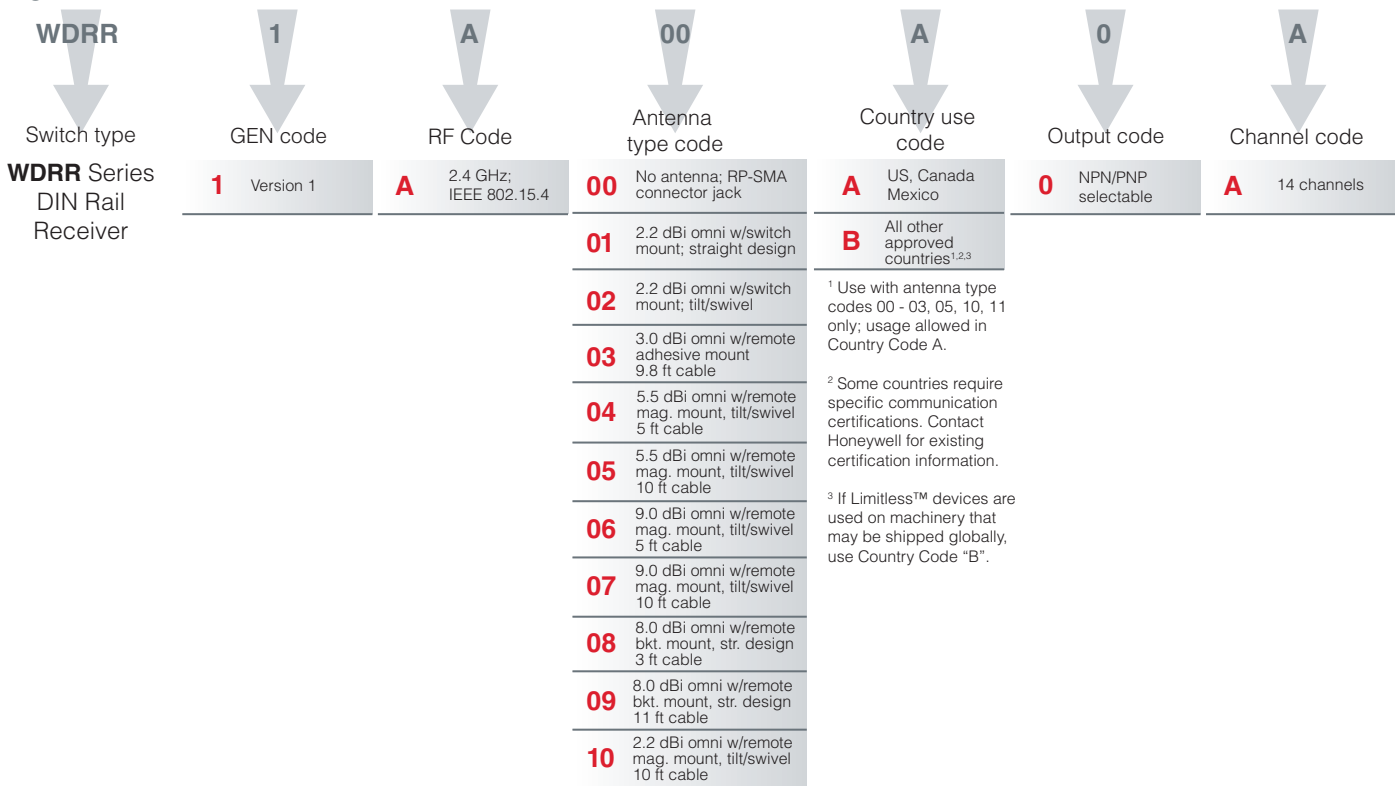 WDRR 1 A 00 A 0 A
Switch type
WDRR Series
DIN Rail
Receiver
GEN code
1 Version 1
RF Code
A 2.4 GHz;
IEEE 802.15.4
Antenna
type code
00 No antenna; RP-SMA
connector jack
01 2.2 dBi omni w/switch
mount; straight design
02 2.2 dBi omni w/switch
mount; tilt/swivel
03 3.0 dBi omni w/remote
adhesive mount
9.8 ft cable
04 5.5 dBi omni w/remote
mag. mount, tilt/swivel
5 ft cable
05 5.5 dBi omni w/remote
mag. mount, tilt/swivel
10 ft cable
06 9.0 dBi omni w/remote
mag. mount, tilt/swivel
5 ft cable
07 9.0 dBi omni w/remote
mag. mount, tilt/swivel
10 ft cable
08 8.0 dBi omni w/remote
bkt. mount, str. design
3 ft cable
09 8.0 dBi omni w/remote
bkt. mount, str. design
11 ft cable
10 2.2 dBi omni w/remote
mag. mount, tilt/swivel
10 ft cable
Country use
code
A US, Canada
Mexico
B All other
approved
countries1,2,3
1 Use with antenna type
codes 00 - 03, 05, 10, 11
only; usage allowed in
Country Code A.
2 Some countries require
specific communication
certifications. Contact
Honeywell for existing
certification information.
3 If Limitless™ devices are
used on machinery that
may be shipped globally,
use Country Code “B”.
Output code
0 NPN/PNP
selectable
Channel code
A 14 channels